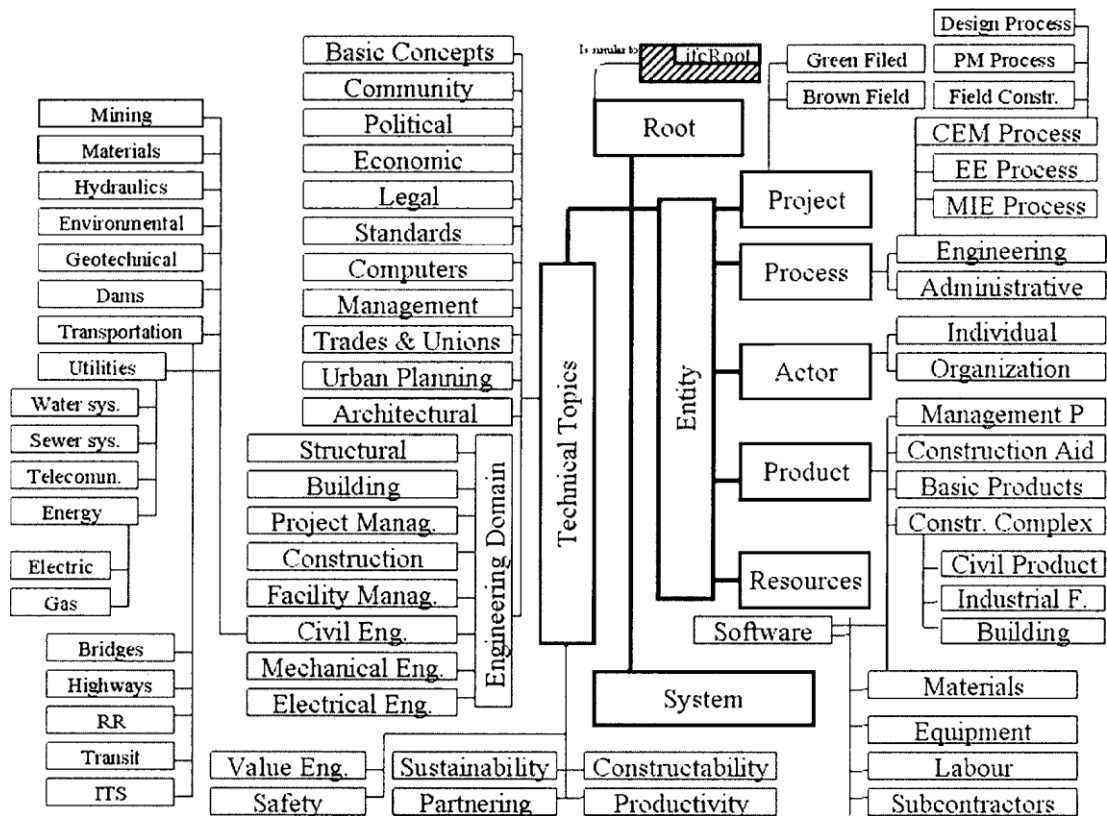 Design Process
Is similar to
ifcRoot
Basic Concepts
Green Filed
PM Process
Community
Brown Field
Field Constr.
Mining
Political
Root
CEM Process
Materials
Economic
EE Process
Hydraulics
Legal
Project
MIE Process
Environmental
Standards
Engineering
Geotechnical
Computers
Process
Administrative
Dams
Management
Transportation
Trades & Unions
Individual
Utilities
Urban Planning
Actor
Organization
Water sys.
Architectural
Technical Topics
Entity
Management P
Sewer sys.
Structural
Construction Aid
Telecomm.
Building
Product
Basic Products
Energy
Project Manag.
Constr. Complex
Engineering Domain
Electric
Construction
Civil Product
Gas
Facility Manag.
Resources
Industrial F.
Civil Eng.
Software
Building
Bridges
Mechanical Eng.
Highways
Electrical Eng.
System
Materials
RR
Equipment
Transit
Value Eng.
Sustainability
Constructability
Labour
ITS
Safety
Partnering
Productivity
Subcontractors